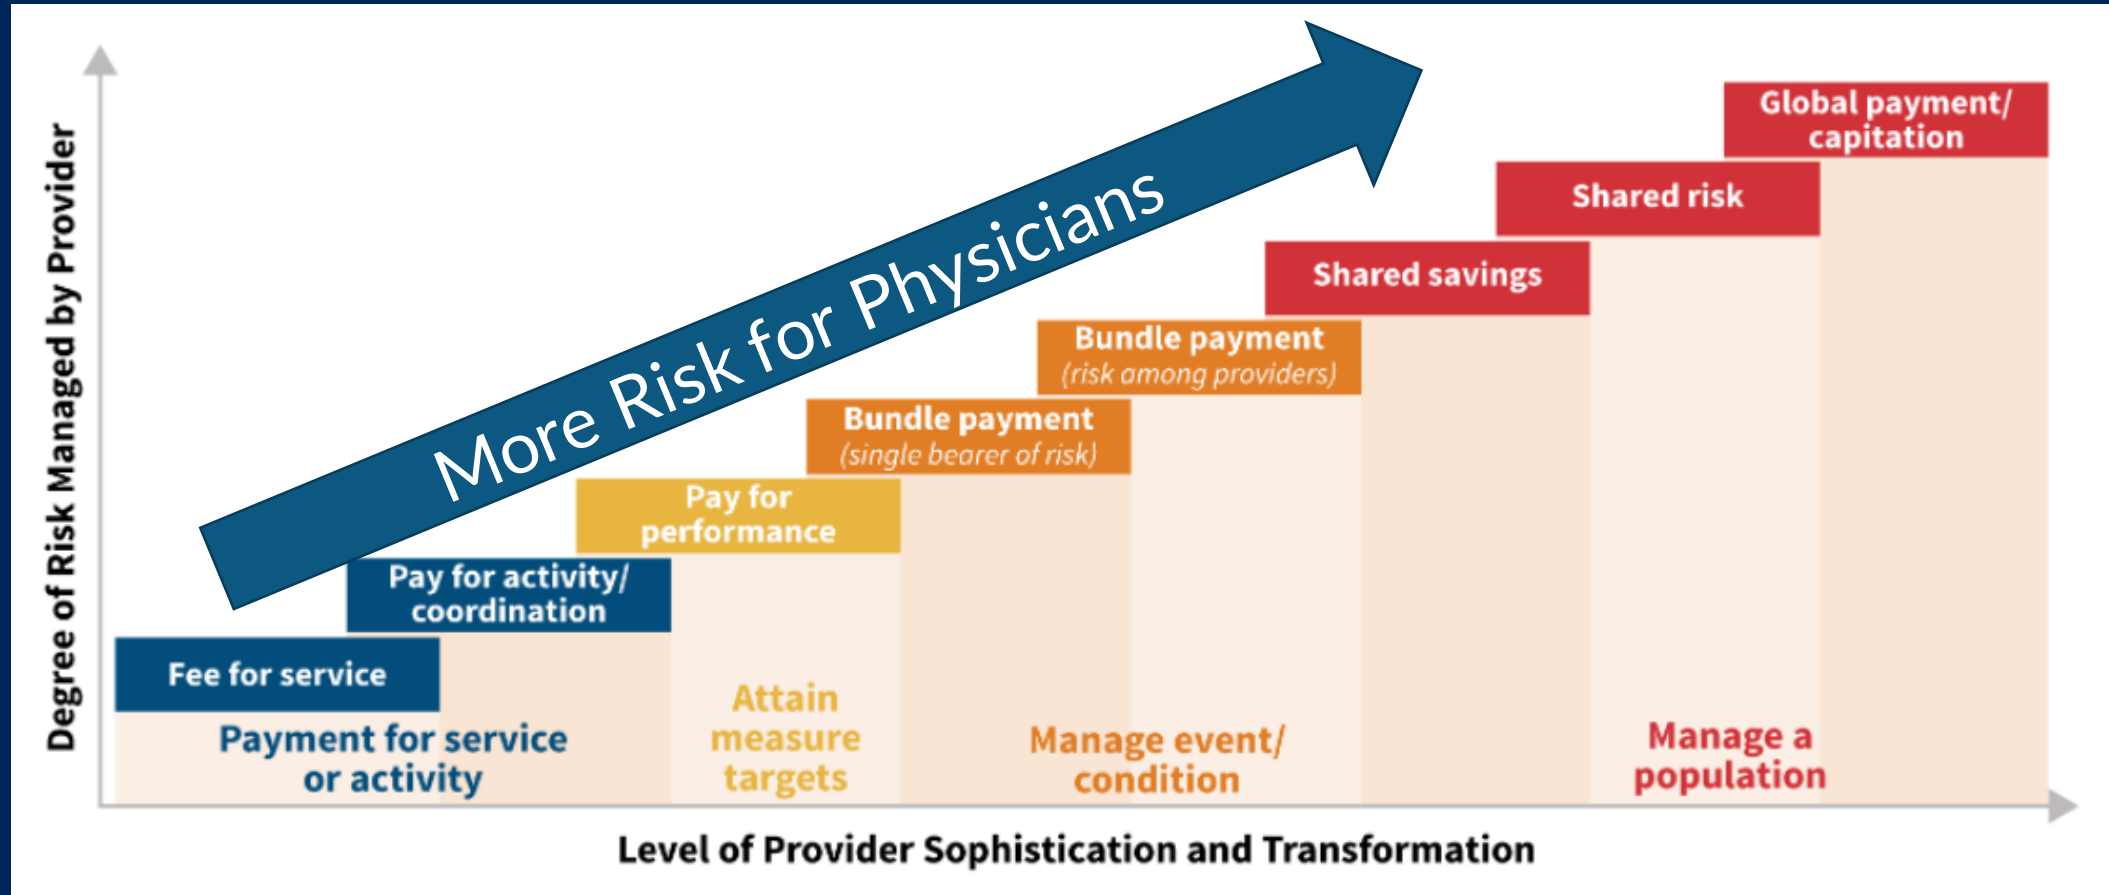 Degree of Risk Managed by Provider
More Risk for Physicians
Global payment/
capitation
Shared risk
Shared savings
Bundle payment
(risk among providers)
Bundle payment
(single bearer of risk)
Pay for
performance
Pay for activity/
coordination
Fee for service
Payment for service
or activity
Attain
measure
targets
Manage event/
condition
Manage a
population
Level of Provider Sophistication and Transformation